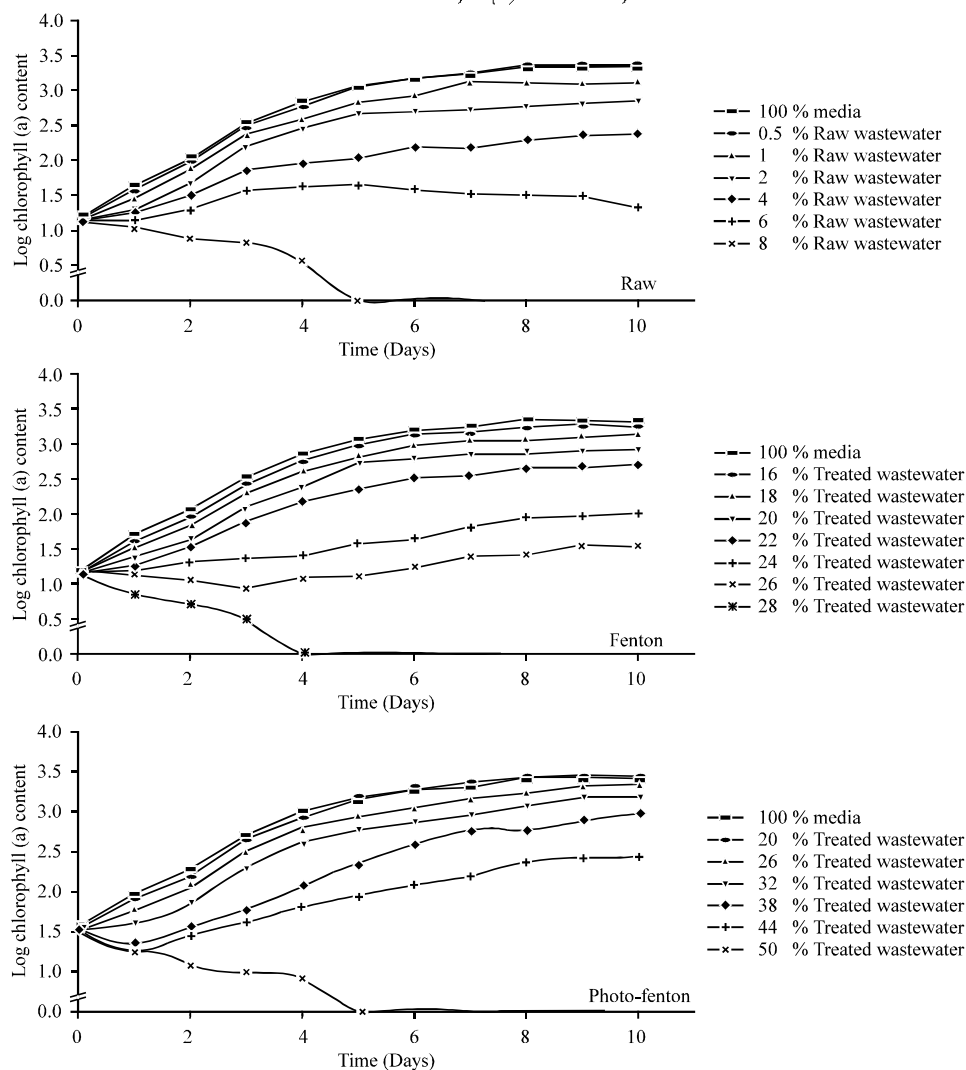 4.0
3.5
3.0
2.5
2.0
1.5
1.0
0.5
0.0
Log chlorophyll (a) content
0 2 4 6 8 10
Time (Days)
Raw
100 % media
0.5 % Raw wastewater
1 % Raw wastewater
2 % Raw wastewater
4 % Raw wastewater
6 % Raw wastewater
8 % Raw wastewater
4.0
3.5
3.0
2.5
2.0
1.5
1.0
0.5
0.0
Log chlorophyll (a) content
0 2 4 6 8 10
Time (Days)
Fenton
100 % media
16 % Treated wastewater
18 % Treated wastewater
20 % Treated wastewater
22 % Treated wastewater
24 % Treated wastewater
26 % Treated wastewater
28 % Treated wastewater
4.0
3.5
3.0
2.5
2.0
1.5
1.0
0.0
Log chlorophyll (a) content
0 2 4 6 8 10
Time (Days)
Photo-fenton
100 % media
20 % Treated wastewater
26 % Treated wastewater
32 % Treated wastewater
38 % Treated wastewater
44 % Treated wastewater
50 % Treated wastewater